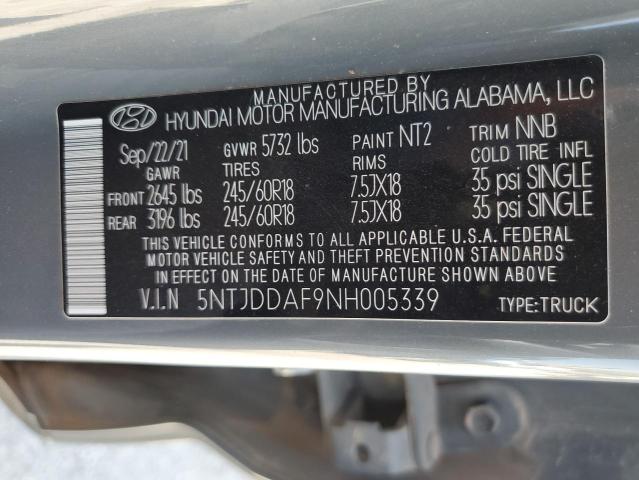 MANUFACTURED BY
HYUNDAI MOTOR MANUFACTURING ALABAMA, LLC
Sep/22/21 GVWR 5732 lbs PAINT NT2 TRIM NNB
GAWR TIRES RIMS COLD TIRE INFL
FRONT 2645 lbs 245/60R18 7.5JX18 35 psi SINGLE
REAR 3196 lbs 245/60R18 7.5JX18 35 psi SINGLE
THIS VEHICLE CONFORMS TO ALL APPLICABLE U.S.A. FEDERAL
MOTOR VEHICLE SAFETY AND THEFT PREVENTION STANDARDS
IN EFFECT ON THE DATE OF MANUFACTURE SHOWN ABOVE.
V.I.N 5NTJDDAF9NH005339 TYPE:TRUCK